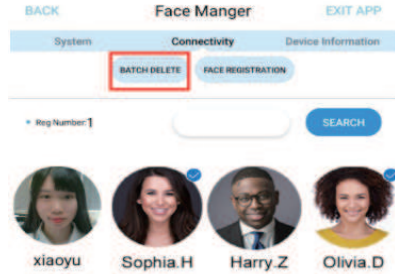 BACK Face Manger EXIT APP
System Connectivity Device Information
BATCH DELETE FACE REGISTRATION
Reg Number:1 SEARCH
xiaoyu Sophia.H Harry.Z Olivia.D